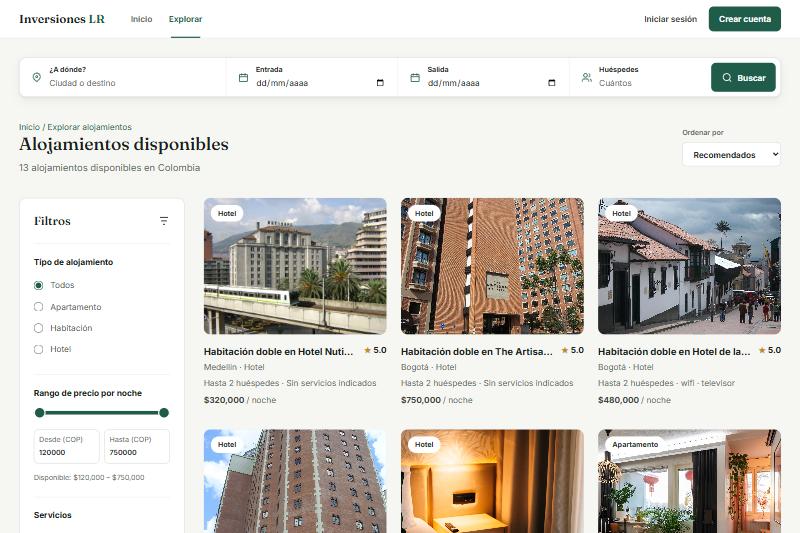 Inversiones LR
Inicio
Explorar
Iniciar sesión
Crear cuenta
¿A dónde?
Ciudad o destino
Entrada
dd/mm/aaaa
Salida
dd/mm/aaaa
Huéspedes
Cuántos
Buscar
Inicio / Explorar alojamientos
Alojamientos disponibles
13 alojamientos disponibles en Colombia
Ordenar por
Recomendados
Filtros
Tipo de alojamiento
Todos
Apartamento
Habitación
Hotel
Rango de precio por noche
Desde (COP)
120000
Hasta (COP)
750000
Disponible: $120,000 – $750,000
Servicios
Hotel
Habitación doble en Hotel Nuti... ★ 5.0
Medellín · Hotel
Hasta 2 huéspedes · Sin servicios indicados
$320,000 / noche
Hotel
Habitación doble en The Artisa... ★ 5.0
Bogotá · Hotel
Hasta 2 huéspedes · Sin servicios indicados
$750,000 / noche
Hotel
Habitación doble en Hotel de la... ★ 5.0
Bogotá · Hotel
Hasta 2 huéspedes · wifi · televisor
$480,000 / noche
Hotel
Hotel
Apartamento